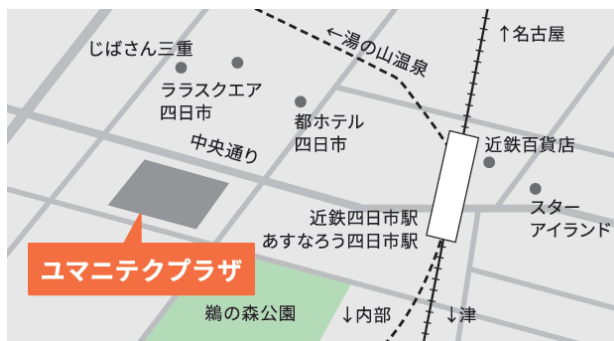 ↑名古屋
←湯の山温泉
じばさん三重
ララスクエア
四日市
都ホテル
四日市
中央通り
近鉄百貨店
スター
アイランド
近鉄四日市駅
あすなろう四日市駅
ユマニテクプラザ
鵜の森公園
↓内部
↓津